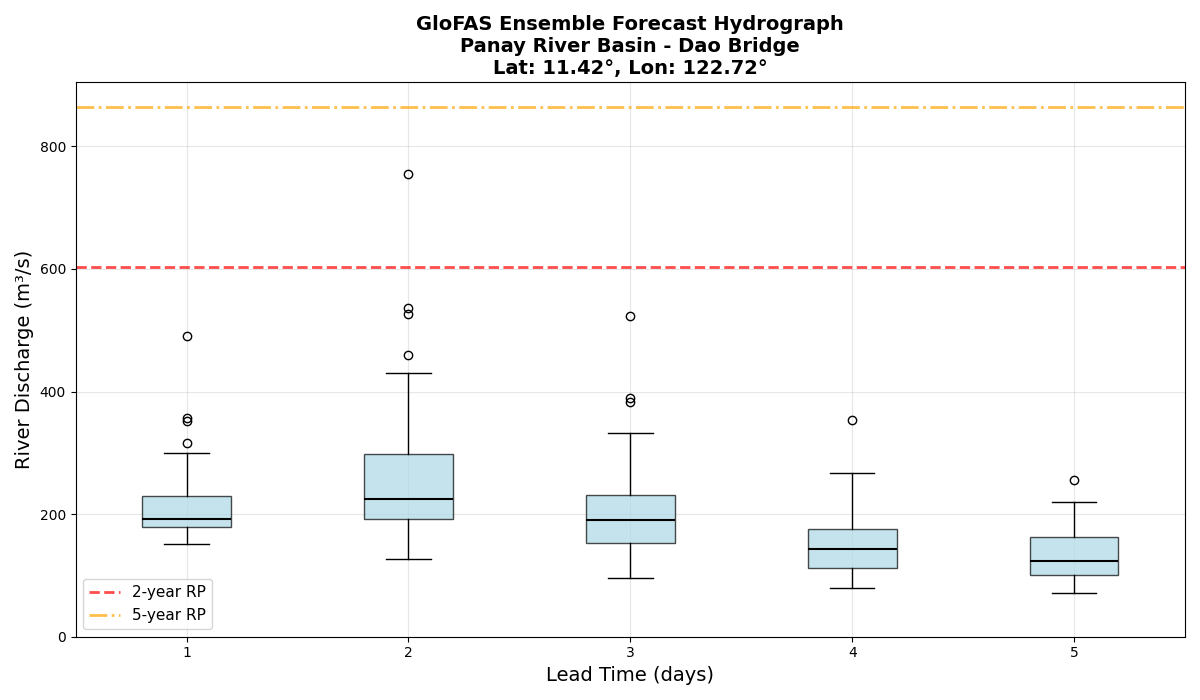 GloFAS Ensemble Forecast Hydrograph
Panay River Basin - Dao Bridge
Lat: 11.42°, Lon: 122.72°
River Discharge (m³/s)
800
600
400
200
0
2-year RP
5-year RP
1
2
3
4
5
Lead Time (days)